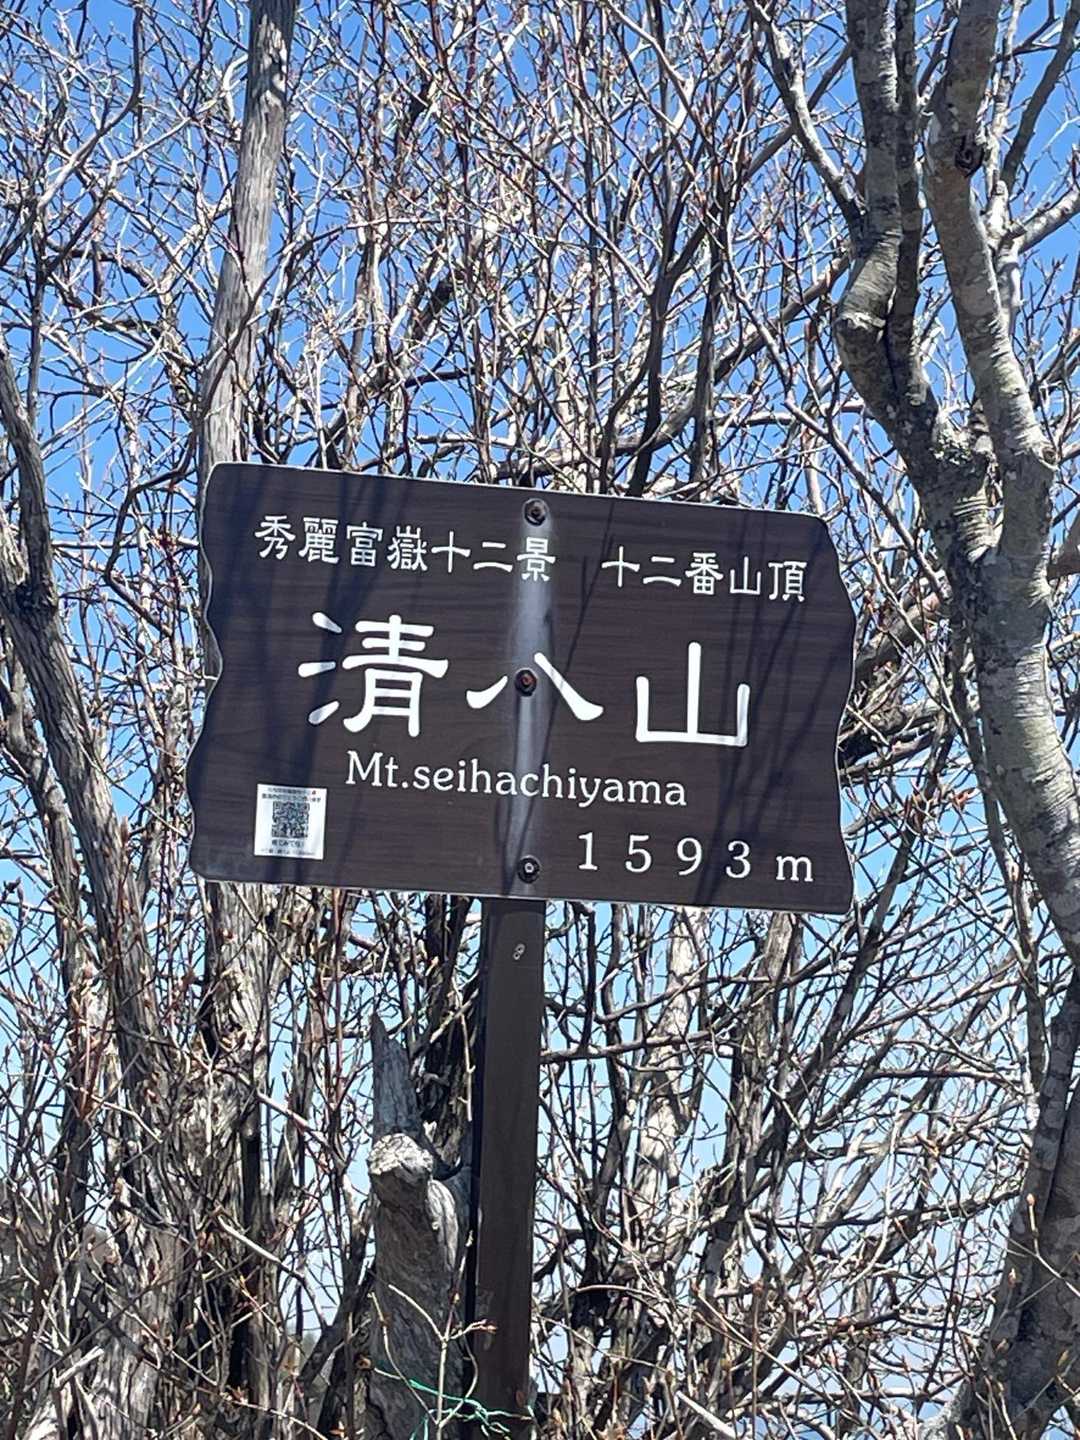 秀麗富嶽十二景　十二番山頂
清八山
Mt.seihachiyama
1593m